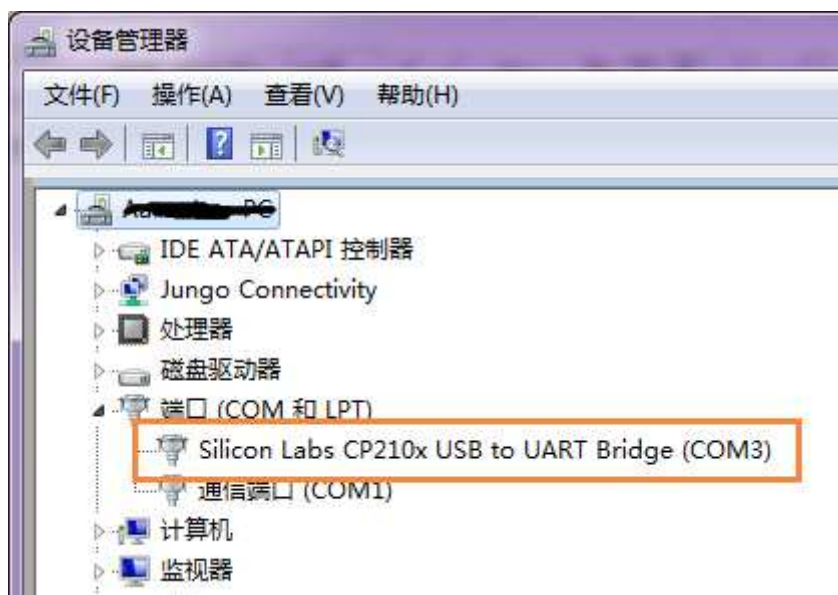 设备管理器
文件(F) 操作(A) 查看(V) 帮助(H)
IDE ATA/ATAPI 控制器
Jungo Connectivity
处理器
磁盘驱动器
端口 (COM 和 LPT)
Silicon Labs CP210x USB to UART Bridge (COM3)
通信端口 (COM1)
计算机
监视器